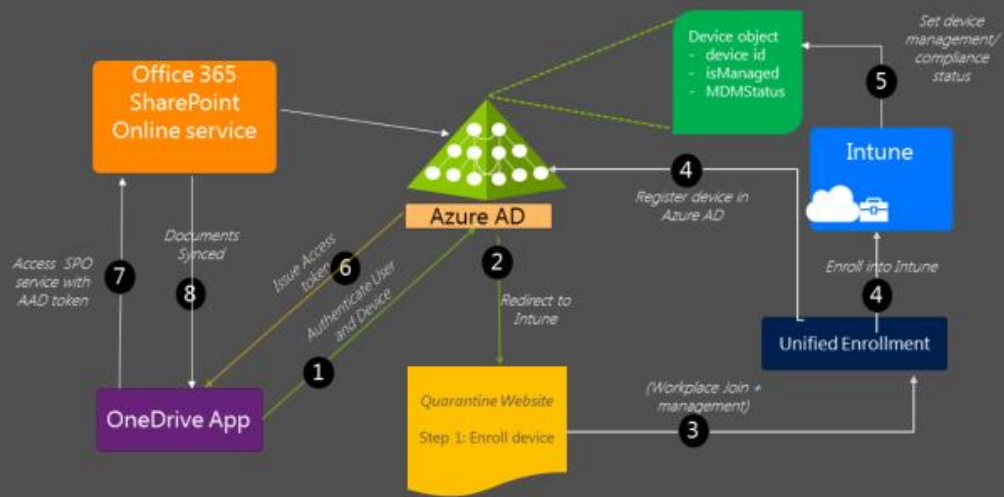 Office 365
SharePoint
Online service
Device object
- device id
- isManaged
- MDMStatus
Set device
management/
compliance
status
5
Intune
Azure AD
4
Register device in
Azure AD
Access SPO
service with
AAD token
7
Documents
Synced
8
Issue Access
token
6
Authenticate User
and Device
1
2
Redirect to
Intune
Enroll into Intune
4
Unified Enrollment
OneDrive App
Quarantine Website
Step 1: Enroll device
(Workplace Join +
management)
3